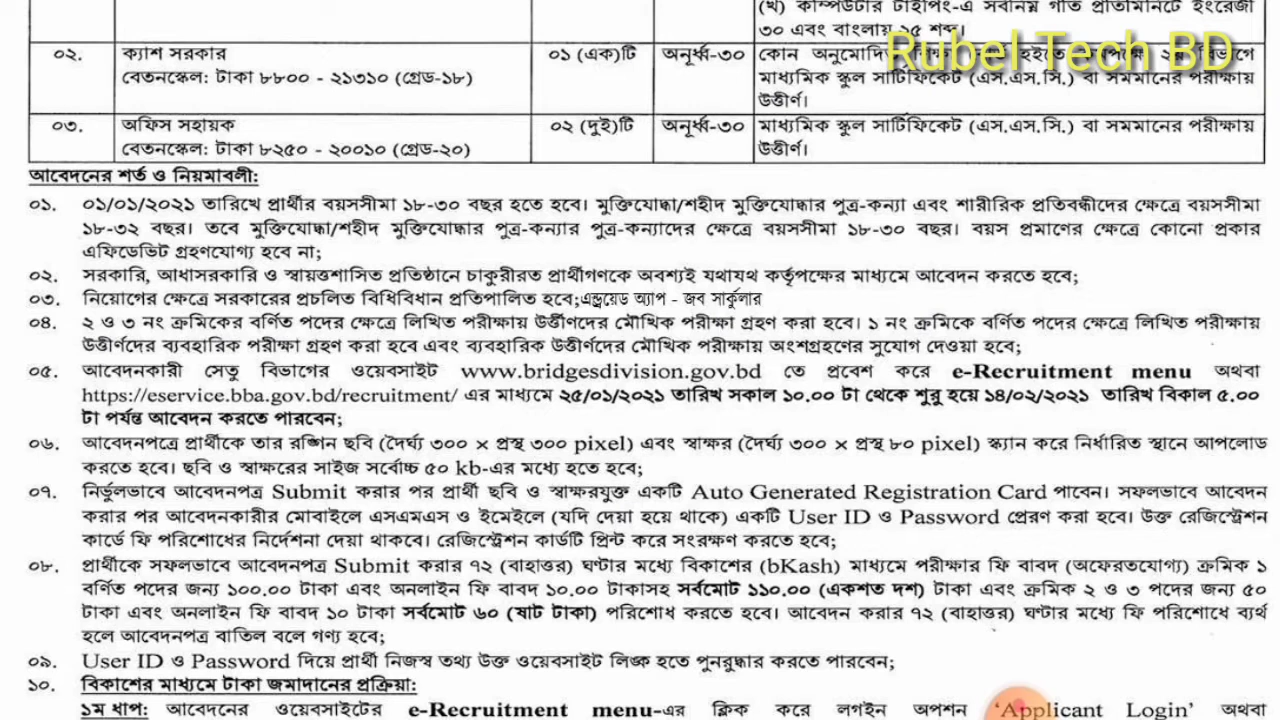 (খ) কম্পিউটার টাইপিং-এ সর্বনিম্ন গতি প্রতিমিনিটে ইংরেজী
৩০ এবং বাংলায় ২৫ শব্দ।
Rubel Tech BD
০২. ক্যাশ সরকার ০১ (এক)টি অনূর্ধ্ব-৩০ কোন
বেতনস্কেল: টাকা ৮৮০০ - ২১৩১০ (গ্রেড-১৮) মাধ্যমিক স্কুল সার্টিফিকেট (এস.এস.সি.) বা সমমানের পরীক্ষায়
উত্তীর্ণ।
০৩. অফিস সহায়ক ০২ (দুই)টি অনূর্ধ্ব-৩০ মাধ্যমিক স্কুল সার্টিফিকেট (এস.এস.সি.) বা সমমানের পরীক্ষায়
বেতনস্কেল: টাকা ৮২৫০ - ২০০১০ (গ্রেড-২০) উত্তীর্ণ।
আবেদনের শর্ত ও নিয়মাবলী:
০১. ০১/০১/২০২১ তারিখে প্রার্থীর বয়সসীমা ১৮-৩০ বছর হতে হবে। মুক্তিযোদ্ধা/শহীদ মুক্তিযোদ্ধার পুত্র-কন্যা এবং শারীরিক প্রতিবন্ধীদের ক্ষেত্রে বয়সসীমা
১৮-৩২ বছর। তবে মুক্তিযোদ্ধা/শহীদ মুক্তিযোদ্ধার পুত্র-কন্যার পুত্র-কন্যাদের ক্ষেত্রে বয়সসীমা ১৮-৩০ বছর। বয়স প্রমাণের ক্ষেত্রে কোনো প্রকার
এফিডেভিট গ্রহণযোগ্য হবে না;
০২. সরকারি, আধাসরকারি ও স্বায়ত্তশাসিত প্রতিষ্ঠানে চাকুরীরত প্রার্থীগণকে অবশ্যই যথাযথ কর্তৃপক্ষের মাধ্যমে আবেদন করতে হবে;
০৩. নিয়োগের ক্ষেত্রে সরকারের প্রচলিত বিধিবিধান প্রতিপালিত হবে;এন্ড্রয়েড অ্যাপ - জব সার্কুলার
০৪. ২ ও ৩ নং ক্রমিকের বর্ণিত পদের ক্ষেত্রে লিখিত পরীক্ষায় উর্ত্তীণদের মৌখিক পরীক্ষা গ্রহণ করা হবে। ১ নং ক্রমিকে বর্ণিত পদের ক্ষেত্রে লিখিত পরীক্ষায়
উত্তীর্ণদের ব্যবহারিক পরীক্ষা গ্রহণ করা হবে এবং ব্যবহারিক উত্তীর্ণদের মৌখিক পরীক্ষায় অংশগ্রহণের সুযোগ দেওয়া হবে;
০৫. আবেদনকারী সেতু বিভাগের ওয়েবসাইট www.bridgesdivision.gov.bd তে প্রবেশ করে e-Recruitment menu অথবা
https://eservice.bba.gov.bd/recruitment/ এর মাধ্যমে ২৫/০১/২০২১ তারিখ সকাল ১০.০০ টা থেকে শুরু হয়ে ১৪/০২/২০২১ তারিখ বিকাল ৫.০০
টা পর্যন্ত আবেদন করতে পারবেন;
০৬. আবেদনপত্রে প্রার্থীকে তার রঙ্গিন ছবি (দৈর্ঘ্য ৩০০ × প্রস্থ ৩০০ pixel) এবং স্বাক্ষর (দৈর্ঘ্য ৩০০ × প্রস্থ ৮০ pixel) স্ক্যান করে নির্ধারিত স্থানে আপলোড
করতে হবে। ছবি ও স্বাক্ষরের সাইজ সর্বোচ্চ ৫০ kb-এর মধ্যে হতে হবে;
০৭. নির্ভুলভাবে আবেদনপত্র Submit করার পর প্রার্থী ছবি ও স্বাক্ষরযুক্ত একটি Auto Generated Registration Card পাবেন। সফলভাবে আবেদন
করার পর আবেদনকারীর মোবাইলে এসএমএস ও ইমেইলে (যদি দেয়া হয়ে থাকে) একটি User ID ও Password প্রেরণ করা হবে। উক্ত রেজিস্ট্রেশন
কার্ডে ফি পরিশোধের নির্দেশনা দেয়া থাকবে। রেজিস্ট্রেশন কার্ডটি প্রিন্ট করে সংরক্ষণ করতে হবে;
০৮. প্রার্থীকে সফলভাবে আবেদনপত্র Submit করার ৭২ (বাহাত্তর) ঘণ্টার মধ্যে বিকাশের (bKash) মাধ্যমে পরীক্ষার ফি বাবদ (অফেরতযোগ্য) ক্রমিক ১
বর্ণিত পদের জন্য ১০০.০০ টাকা এবং অনলাইন ফি বাবদ ১০.০০ টাকাসহ সর্বমোট ১১০.০০ (একশত দশ) টাকা এবং ক্রমিক ২ ও ৩ পদের জন্য ৫০
টাকা এবং অনলাইন ফি বাবদ ১০ টাকা সর্বমোট ৬০ (ষাট টাকা) পরিশোধ করতে হবে। আবেদন করার ৭২ (বাহাত্তর) ঘণ্টার মধ্যে ফি পরিশোধে ব্যর্থ
হলে আবেদনপত্র বাতিল বলে গণ্য হবে;
০৯. User ID ও Password দিয়ে প্রার্থী নিজস্ব তথ্য উক্ত ওয়েবসাইট লিঙ্ক হতে পুনরুদ্ধার করতে পারবেন;
১০. বিকাশের মাধ্যমে টাকা জমাদানের প্রক্রিয়া:
১ম ধাপ: আবেদনের ওয়েবসাইটের e-Recruitment menu-এর ক্লিক করে লগইন অপশন ‘Applicant Login’ অথবা